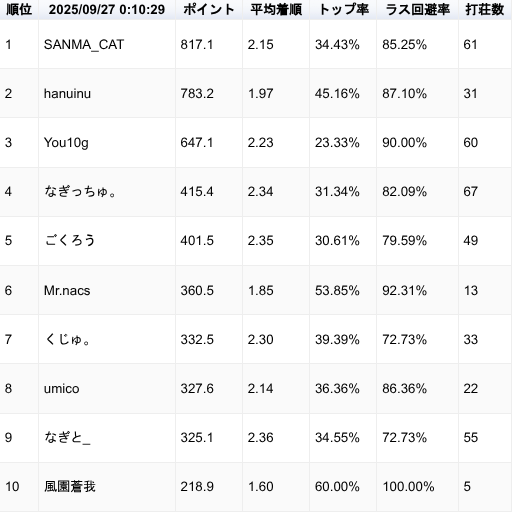 順位 2025/09/27 0:10:29 ポイント 平均着順 トップ率 ラス回避率 打荘数
1 SANMA_CAT 817.1 2.15 34.43% 85.25% 61
2 hanuinu 783.2 1.97 45.16% 87.10% 31
3 You10g 647.1 2.23 23.33% 90.00% 60
4 なぎっちゅ。 415.4 2.34 31.34% 82.09% 67
5 ごくろう 401.5 2.35 30.61% 79.59% 49
6 Mr.nacs 360.5 1.85 53.85% 92.31% 13
7 くじゅ。 332.5 2.30 39.39% 72.73% 33
8 umico 327.6 2.14 36.36% 86.36% 22
9 なぎと_ 325.1 2.36 34.55% 72.73% 55
10 風園蒼我 218.9 1.60 60.00% 100.00% 5